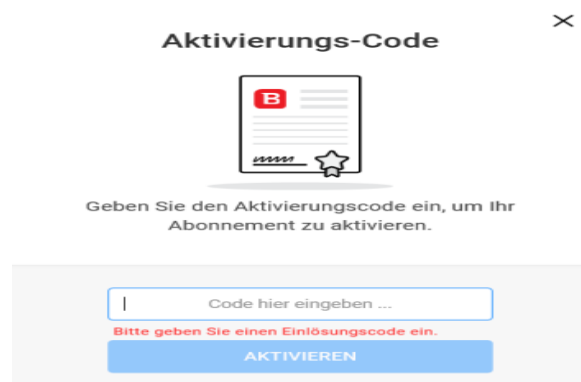 Aktivierungs-Code
B
Geben Sie den Aktivierungscode ein, um Ihr
Abonnement zu aktivieren.
Code hier eingeben ...
Bitte geben Sie einen Einlösungscode ein.
AKTIVIEREN